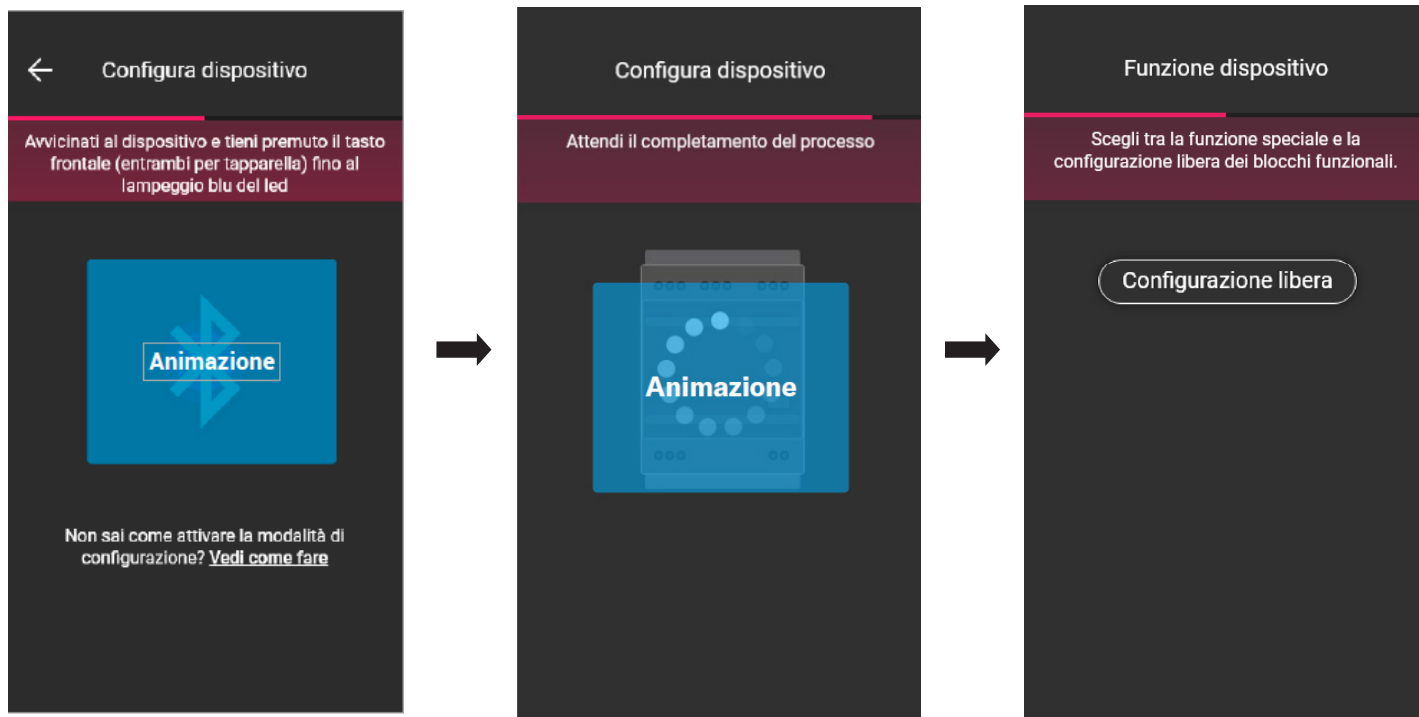 Configura dispositivo
Avvicinati al dispositivo e tieni premuto il tasto
frontale (entrambi per tapparella) fino al
lampeggio blu del led
Animazione
Non sai come attivare la modalità di
configurazione? Vedi come fare
Configura dispositivo
Attendi il completamento del processo
Animazione
Funzione dispositivo
Scegli tra la funzione speciale e la
configurazione libera dei blocchi funzionali.
Configurazione libera